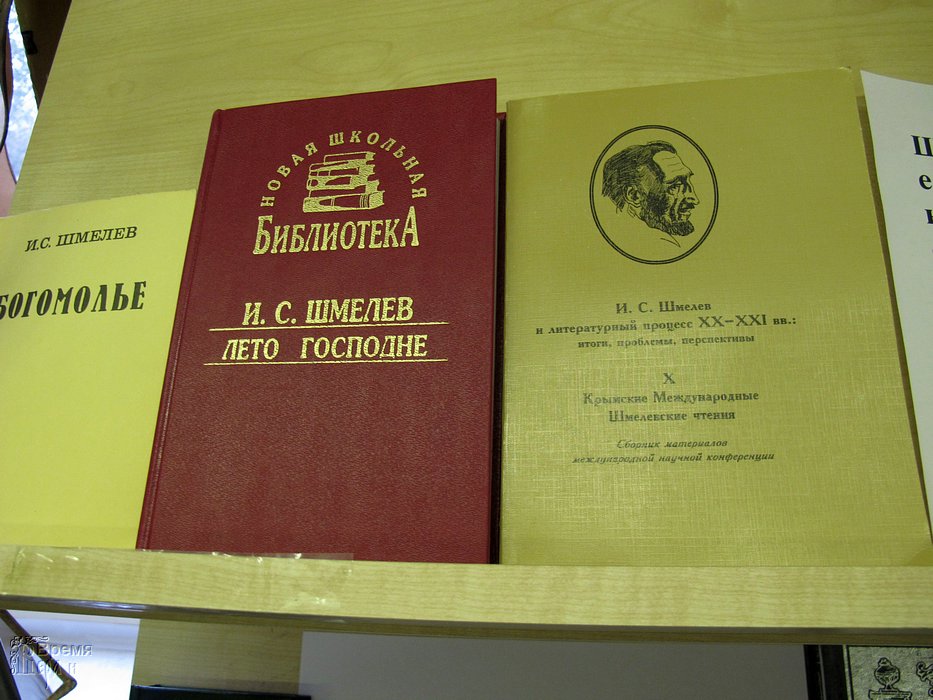 И.С. ШМЕЛЕВ
БОГОМОЛЬЕ
НОВАЯ ШКОЛЬНАЯ
БИБЛИОТЕКА
И. С. ШМЕЛЕВ
ЛЕТО ГОСПОДНЕ
И. С. Шмелев
и литературный процесс XX–XXI вв.:
итоги, проблемы, перспективы
X
Крымские Международные
Шмелевские чтения
Сборник материалов
международной научной конференции
Время